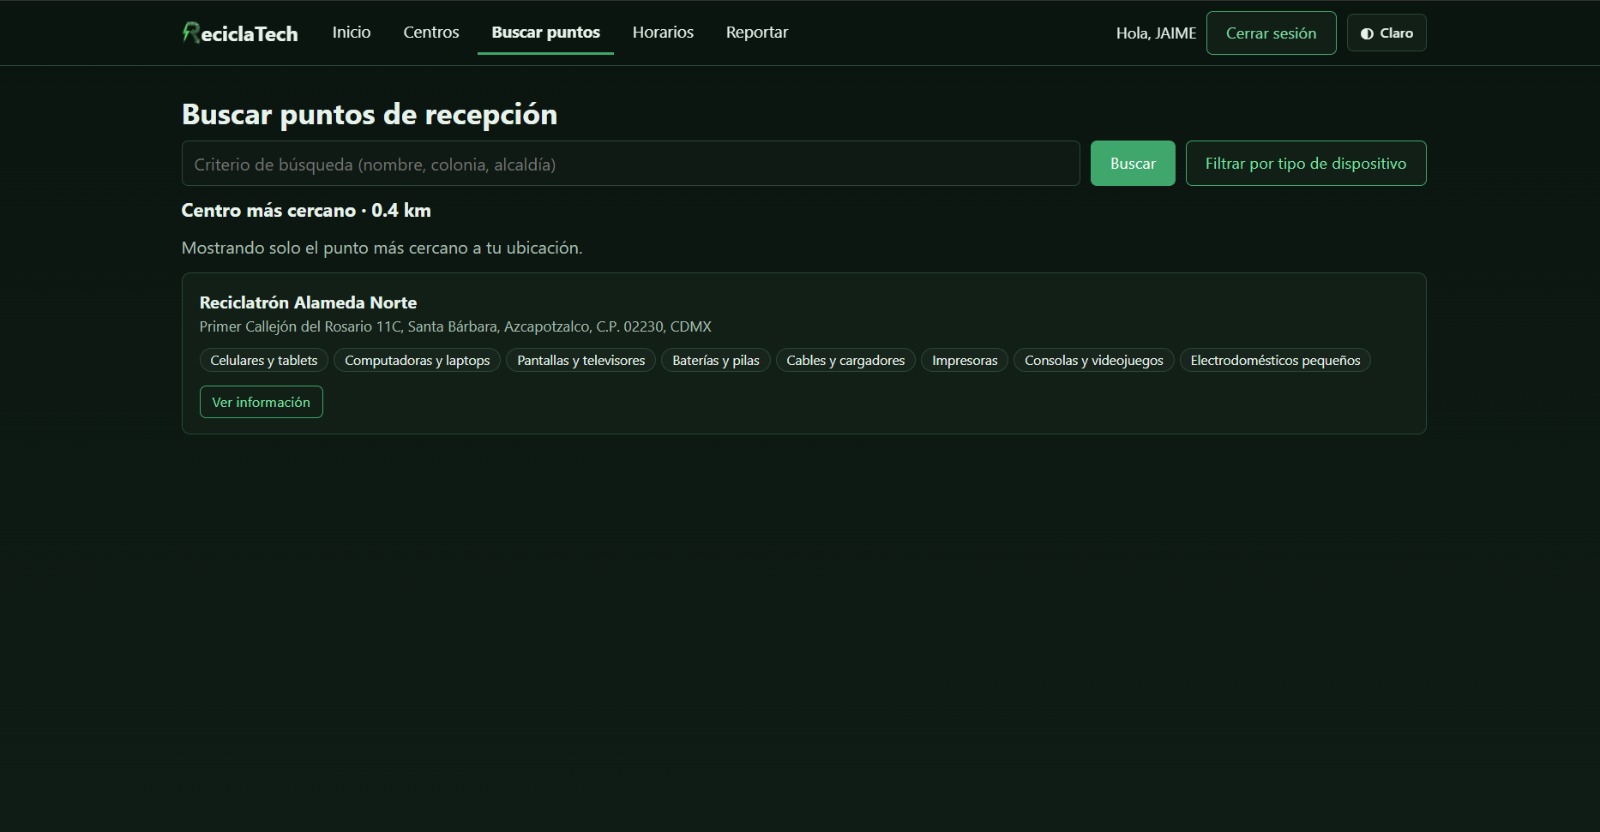 ReciclaTech Inicio Centros Buscar puntos Horarios Reportar Hola, JAIME Cerrar sesión Claro
Buscar puntos de recepción
Criterio de búsqueda (nombre, colonia, alcaldía) Buscar Filtrar por tipo de dispositivo
Centro más cercano · 0.4 km
Mostrando solo el punto más cercano a tu ubicación.
Reciclatrón Alameda Norte
Primer Callejón del Rosario 11C, Santa Bárbara, Azcapotzalco, C.P. 02230, CDMX
Celulares y tablets Computadoras y laptops Pantallas y televisores Baterías y pilas Cables y cargadores Impresoras Consolas y videojuegos Electrodomésticos pequeños
Ver información